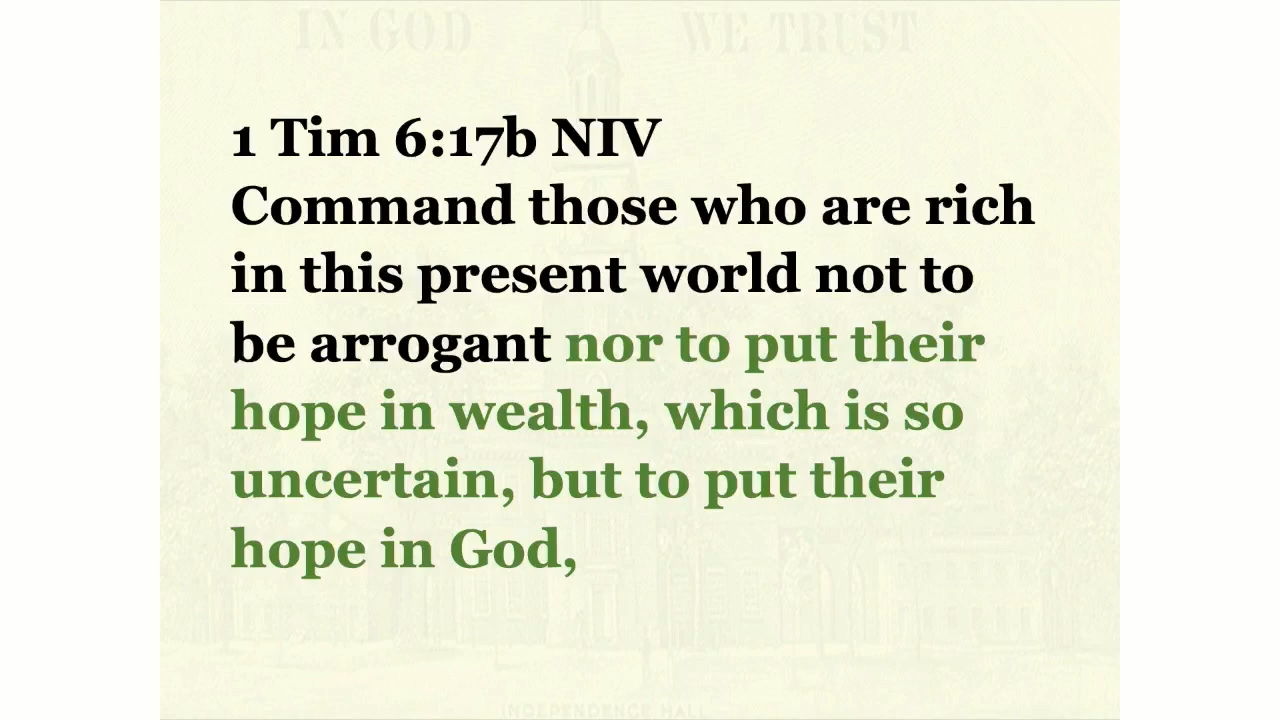 IN GOD WE TRUST
1 Tim 6:17b NIV
Command those who are rich
in this present world not to
be arrogant nor to put their
hope in wealth, which is so
uncertain, but to put their
hope in God,
INDEPENDENCE HALL